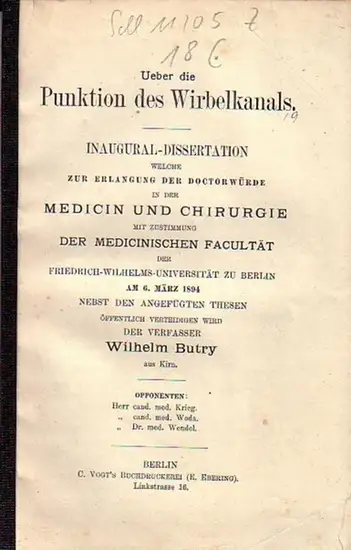 11105
18
Ueber die
Punktion des Wirbelkanals.
19
INAUGURAL-DISSERTATION
WELCHE
ZUR ERLANGUNG DER DOCTORWÜRDE
IN DER
MEDICIN UND CHIRURGIE
MIT ZUSTIMMUNG
DER MEDICINISCHEN FACULTÄT
DER
FRIEDRICH-WILHELMS-UNIVERSITÄT ZU BERLIN
AM 6. MÄRZ 1894
NEBST DEN ANGEFÜGTEN THESEN
ÖFFENTLICH VERTEIDIGEN WIRD
DER VERFASSER
Wilhelm Butry
aus Kirn.
OPPONENTEN:
Herr cand. med. Krieg.
„ cand. med. Woda.
„ Dr. med. Wendel.
BERLIN
C. VOGT'S BUCHDRUCKEREI (E. EBERING).
Linkstrasse 16.